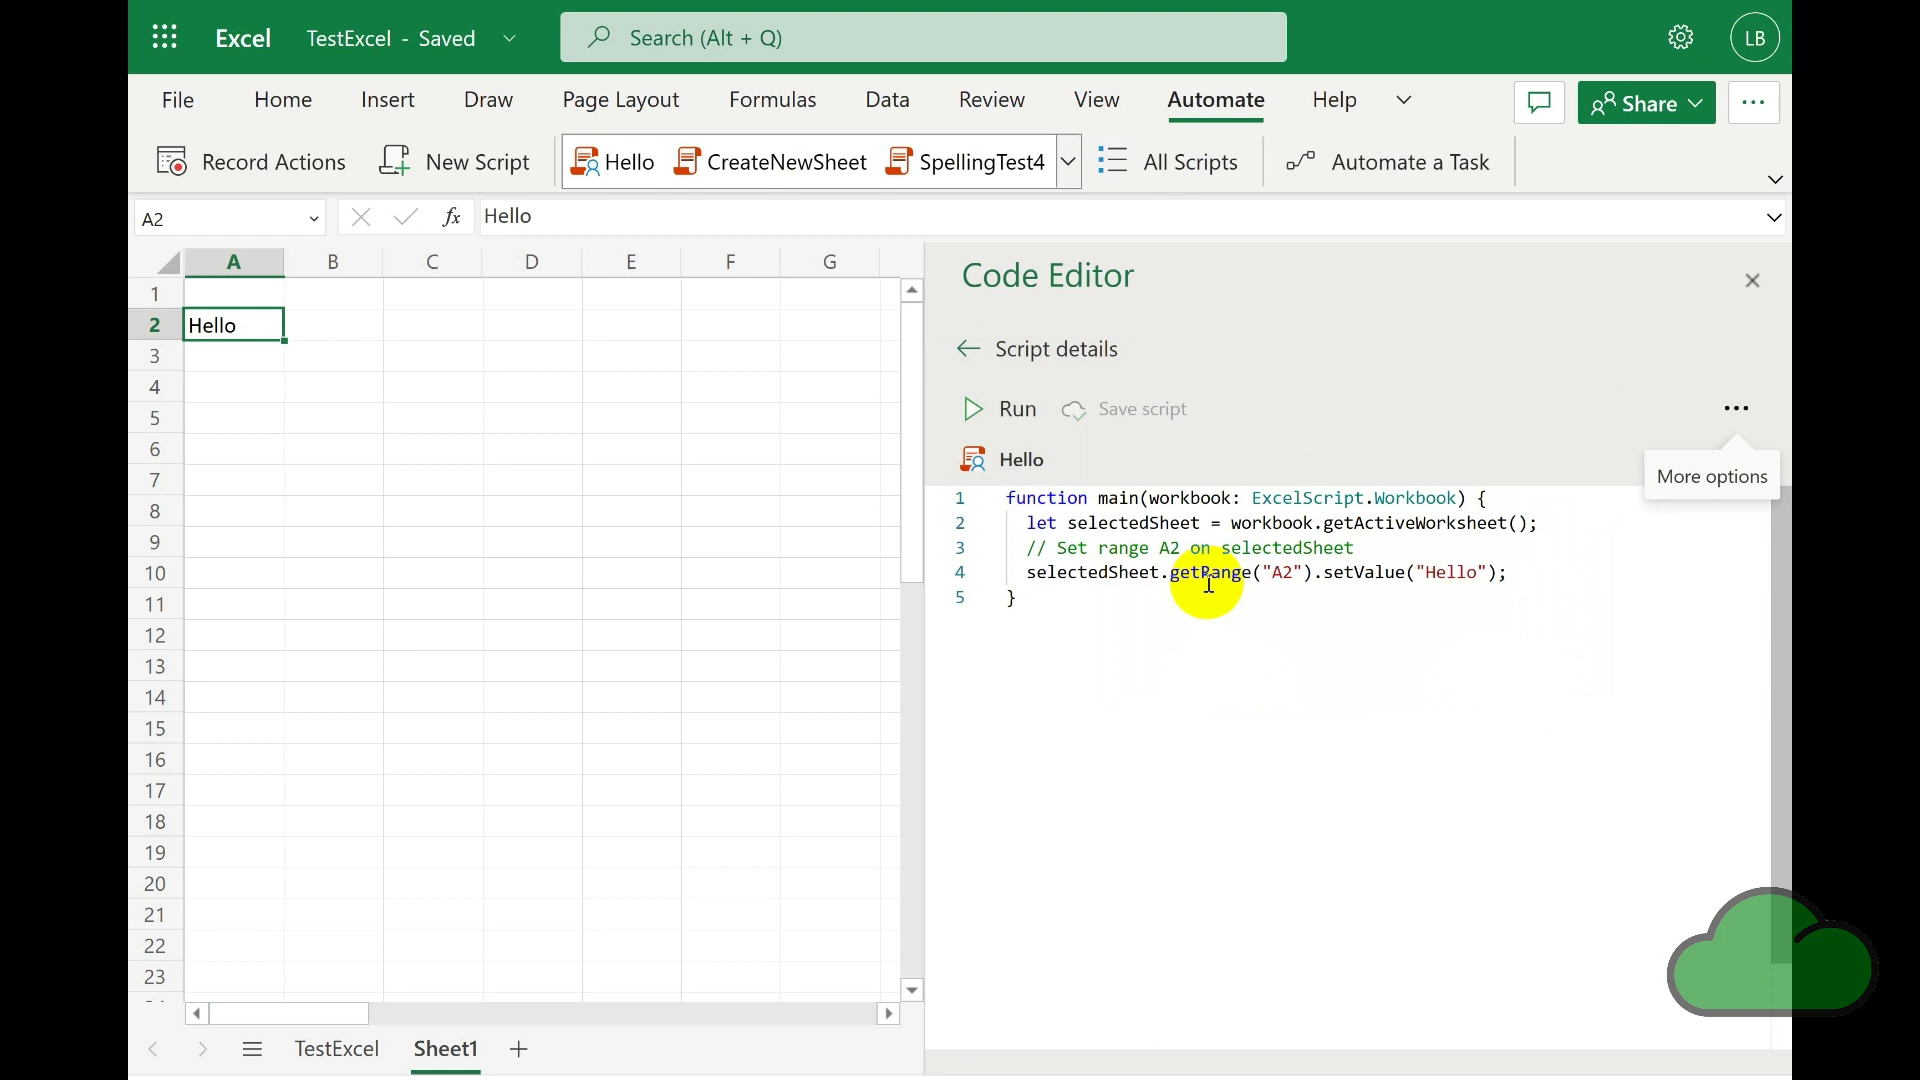 Excel TestExcel - Saved Search (Alt + Q) LB
File Home Insert Draw Page Layout Formulas Data Review View Automate Help Share
Record Actions New Script Hello CreateNewSheet SpellingTest4 All Scripts Automate a Task
A2 fx Hello
A B C D E F G
Code Editor
Script details
Run Save script
Hello
More options
1 function main(workbook: ExcelScript.Workbook) {
2 let selectedSheet = workbook.getActiveWorksheet();
3 // Set range A2 on selectedSheet
4 selectedSheet.getRange("A2").setValue("Hello");
5 }
1
2 Hello
3
4
5
6
7
8
9
10
11
12
13
14
15
16
17
18
19
20
21
22
23
TestExcel Sheet1